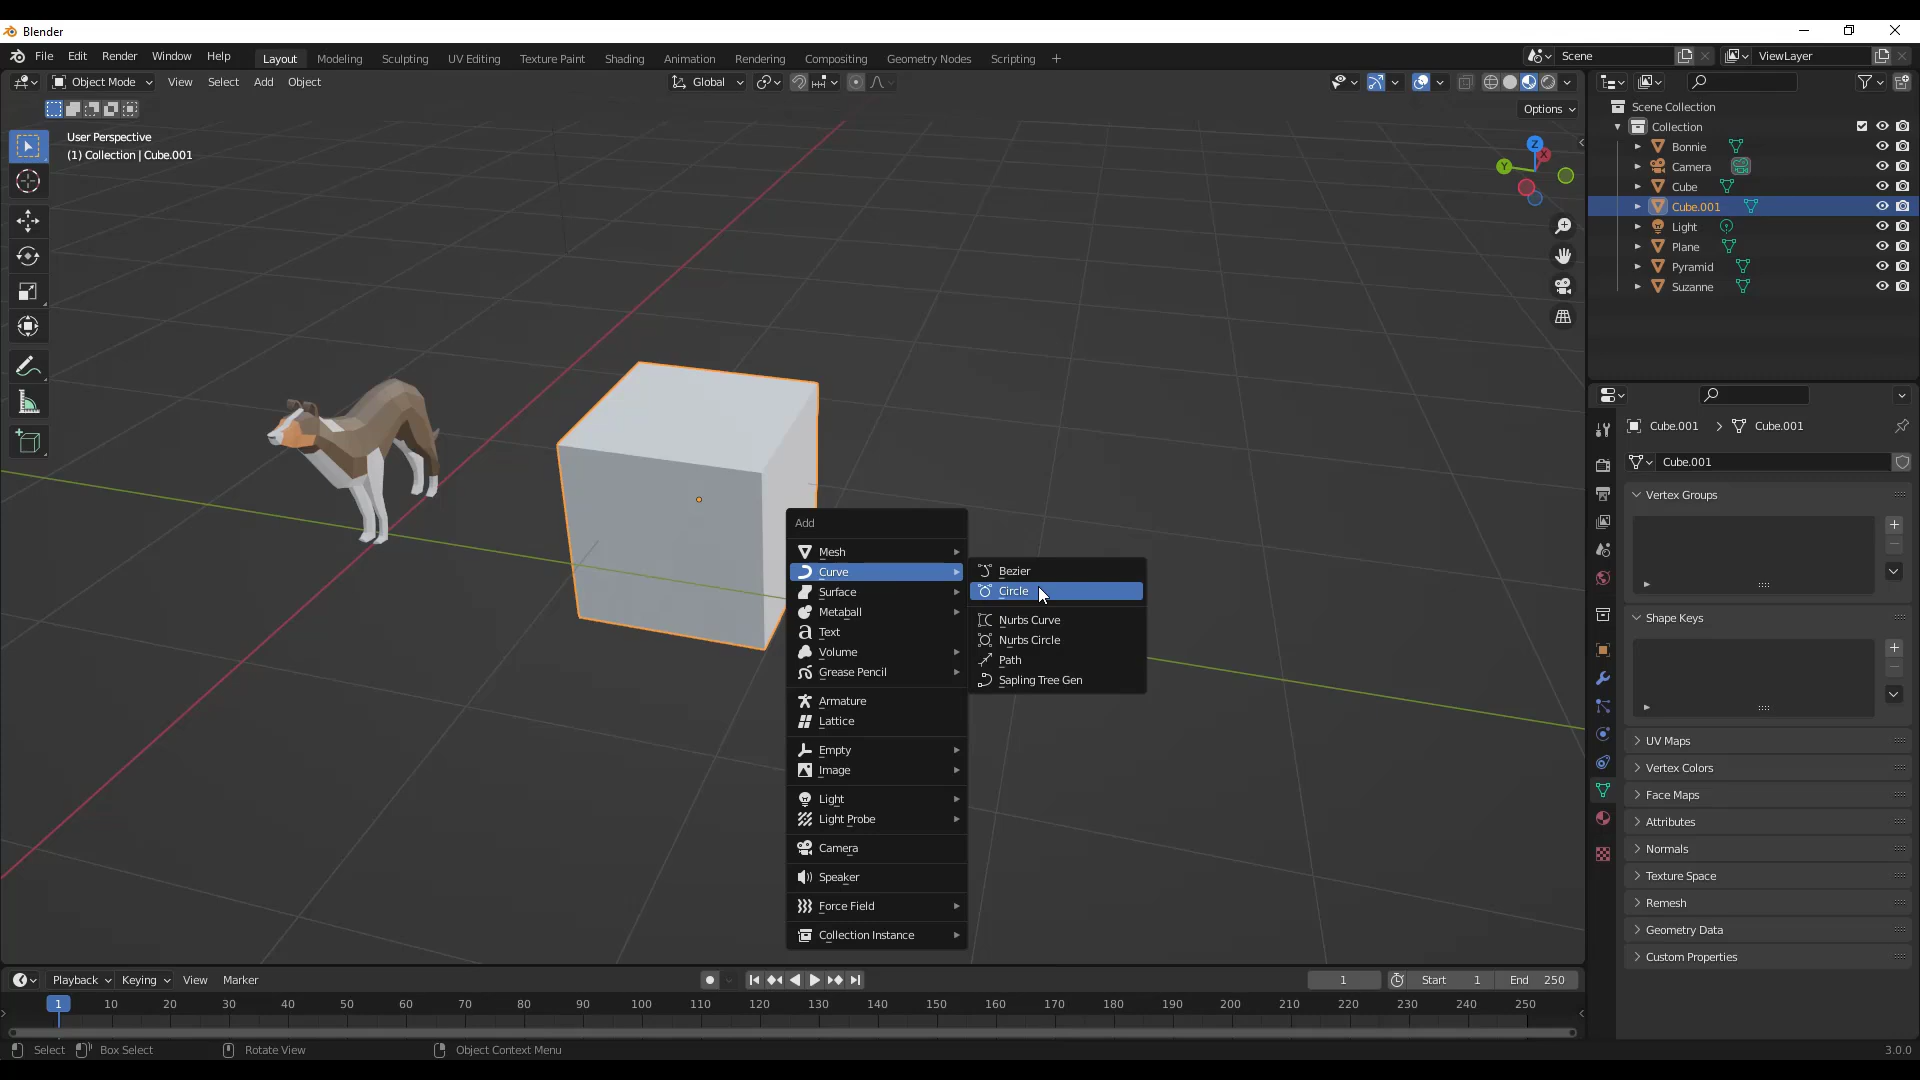 Blender
File Edit Render Window Help Layout Modeling Sculpting UV Editing Texture Paint Shading Animation Rendering Compositing Geometry Nodes Scripting + Scene ViewLayer
Object Mode View Select Add Object Global
Options
User Perspective
(1) Collection | Cube.001
Z
X
Y
Add
Mesh
Curve
Surface
Metaball
Text
Volume
Grease Pencil
Armature
Lattice
Empty
Image
Light
Light Probe
Camera
Speaker
Force Field
Collection Instance
Bezier
Circle
Nurbs Curve
Nurbs Circle
Path
Sapling Tree Gen
Scene Collection
Collection
Bonnie
Camera
Cube
Cube.001
Light
Plane
Pyramid
Suzanne
Cube.001 > Cube.001
Cube.001
Vertex Groups
Shape Keys
UV Maps
Vertex Colors
Face Maps
Attributes
Normals
Texture Space
Remesh
Geometry Data
Custom Properties
Playback Keying View Marker 1 Start 1 End 250
1 10 20 30 40 50 60 70 80 90 100 110 120 130 140 150 160 170 180 190 200 210 220 230 240 250
Select Box Select Rotate View Object Context Menu 3.0.0